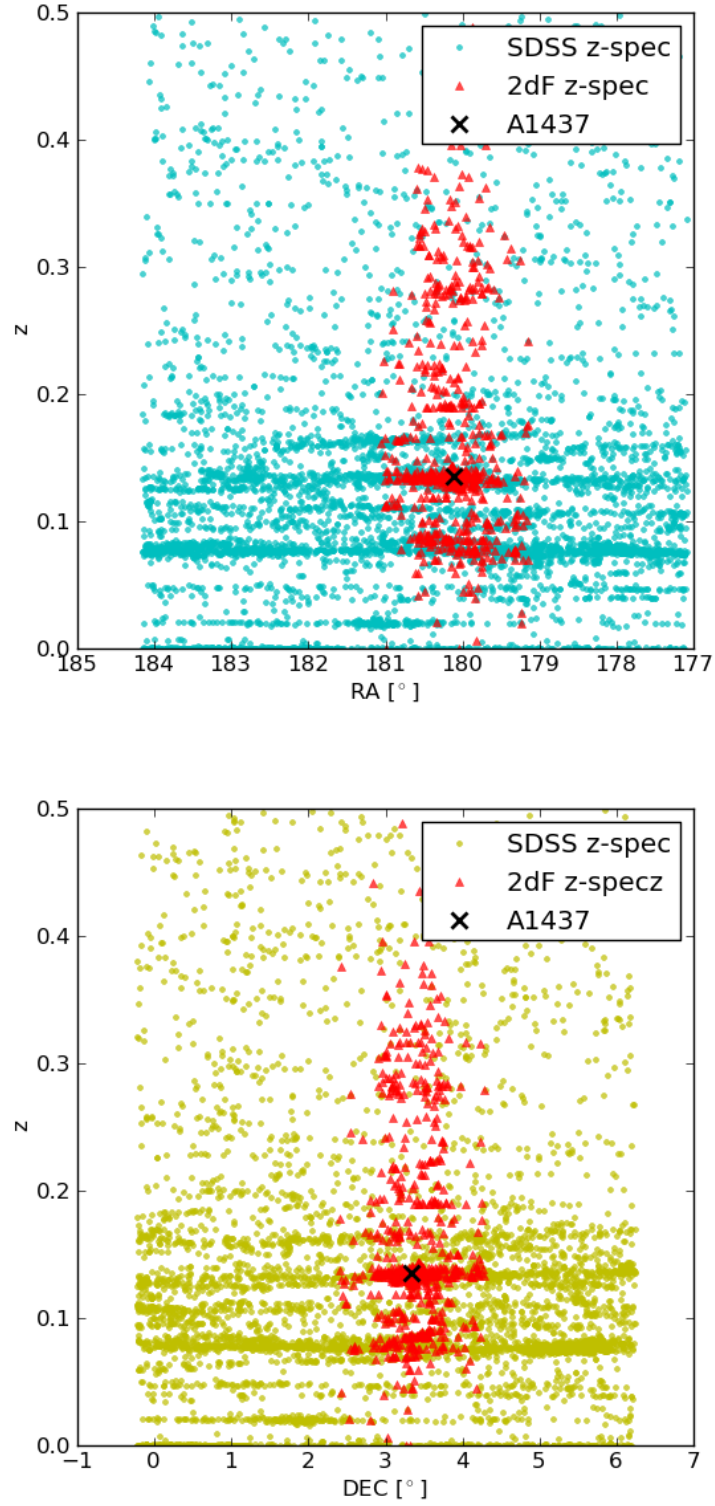 0.5
SDSS z-spec
2dF z-spec
A1437
0.4
0.3
z
0.2
0.1
0.0
185 184 183 182 181 180 179 178 177
RA [°]
0.5
SDSS z-spec
2dF z-specz
A1437
0.4
0.3
z
0.2
0.1
0.0
−1 0 1 2 3 4 5 6 7
DEC [°]